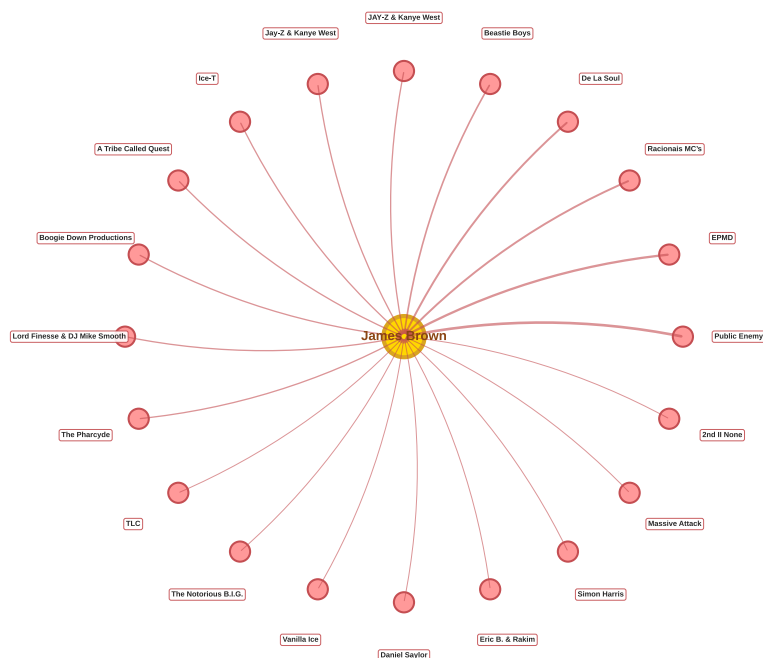 JAY-Z & Kanye West
Jay-Z & Kanye West
Beastie Boys
Ice-T
De La Soul
A Tribe Called Quest
Racionais MC's
Boogie Down Productions
EPMD
Lord Finesse & DJ Mike Smooth
James Brown
Public Enemy
The Pharcyde
2nd II None
TLC
Massive Attack
The Notorious B.I.G.
Simon Harris
Vanilla Ice
Eric B. & Rakim
Daniel Saylor